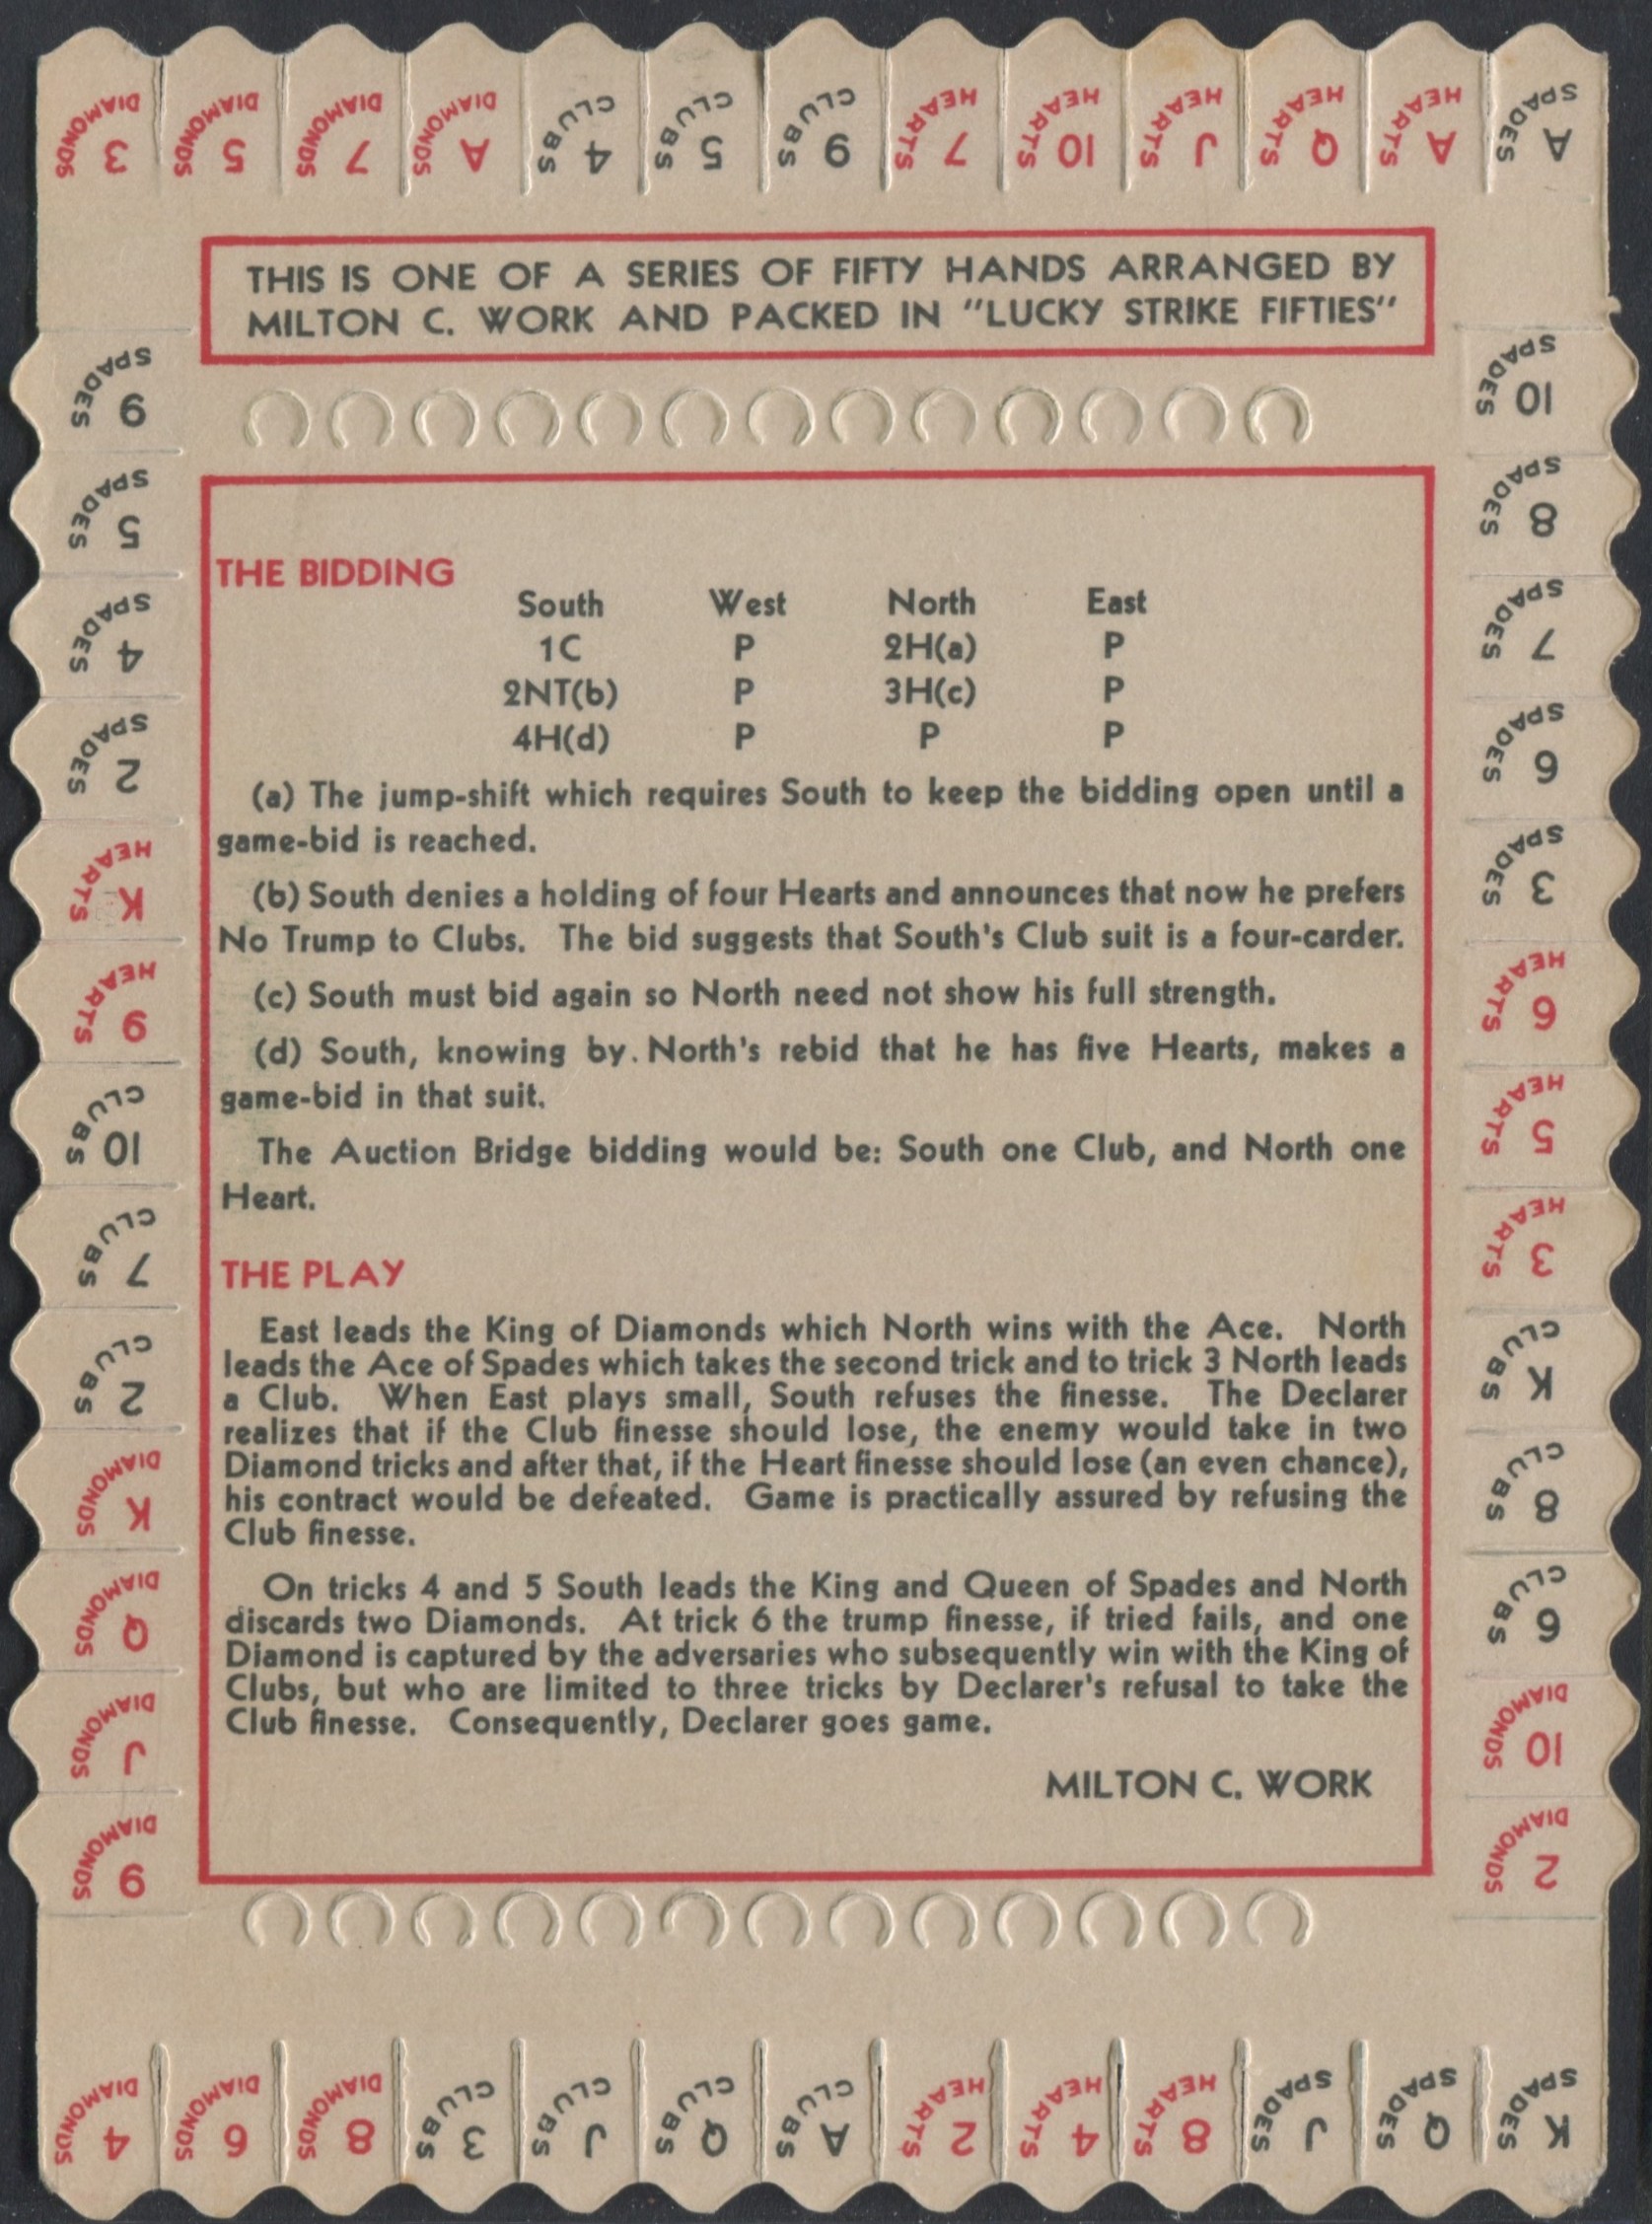 3 DIAMONDS
5 DIAMONDS
7 DIAMONDS
A DIAMONDS
4 CLUBS
5 CLUBS
9 CLUBS
7 HEARTS
10 HEARTS
J HEARTS
Q HEARTS
A HEARTS
A SPADES
THIS IS ONE OF A SERIES OF FIFTY HANDS ARRANGED BY
MILTON C. WORK AND PACKED IN "LUCKY STRIKE FIFTIES"
9 SPADES
5 SPADES
4 SPADES
2 SPADES
K HEARTS
9 HEARTS
10 CLUBS
7 CLUBS
2 CLUBS
K DIAMONDS
Q DIAMONDS
J DIAMONDS
9 DIAMONDS
THE BIDDING
South West North East
1C P 2H(a) P
2NT(b) P 3H(c) P
4H(d) P P P
(a) The jump-shift which requires South to keep the bidding open until a
game-bid is reached.
(b) South denies a holding of four Hearts and announces that now he prefers
No Trump to Clubs. The bid suggests that South's Club suit is a four-carder.
(c) South must bid again so North need not show his full strength.
(d) South, knowing by. North's rebid that he has five Hearts, makes a
game-bid in that suit.
The Auction Bridge bidding would be: South one Club, and North one
Heart.
THE PLAY
East leads the King of Diamonds which North wins with the Ace. North
leads the Ace of Spades which takes the second trick and to trick 3 North leads
a Club. When East plays small, South refuses the finesse. The Declarer
realizes that if the Club finesse should lose, the enemy would take in two
Diamond tricks and after that, if the Heart finesse should lose (an even chance),
his contract would be defeated. Game is practically assured by refusing the
Club finesse.
On tricks 4 and 5 South leads the King and Queen of Spades and North
discards two Diamonds. At trick 6 the trump finesse, if tried fails, and one
Diamond is captured by the adversaries who subsequently win with the King of
Clubs, but who are limited to three tricks by Declarer's refusal to take the
Club finesse. Consequently, Declarer goes game.
MILTON C. WORK
10 SPADES
8 SPADES
7 SPADES
6 SPADES
3 SPADES
6 HEARTS
5 HEARTS
3 HEARTS
K CLUBS
8 CLUBS
6 CLUBS
10 DIAMONDS
2 DIAMONDS
4 DIAMONDS
6 DIAMONDS
8 DIAMONDS
3 CLUBS
J CLUBS
Q CLUBS
A CLUBS
2 HEARTS
4 HEARTS
8 HEARTS
J SPADES
Q SPADES
K SPADES